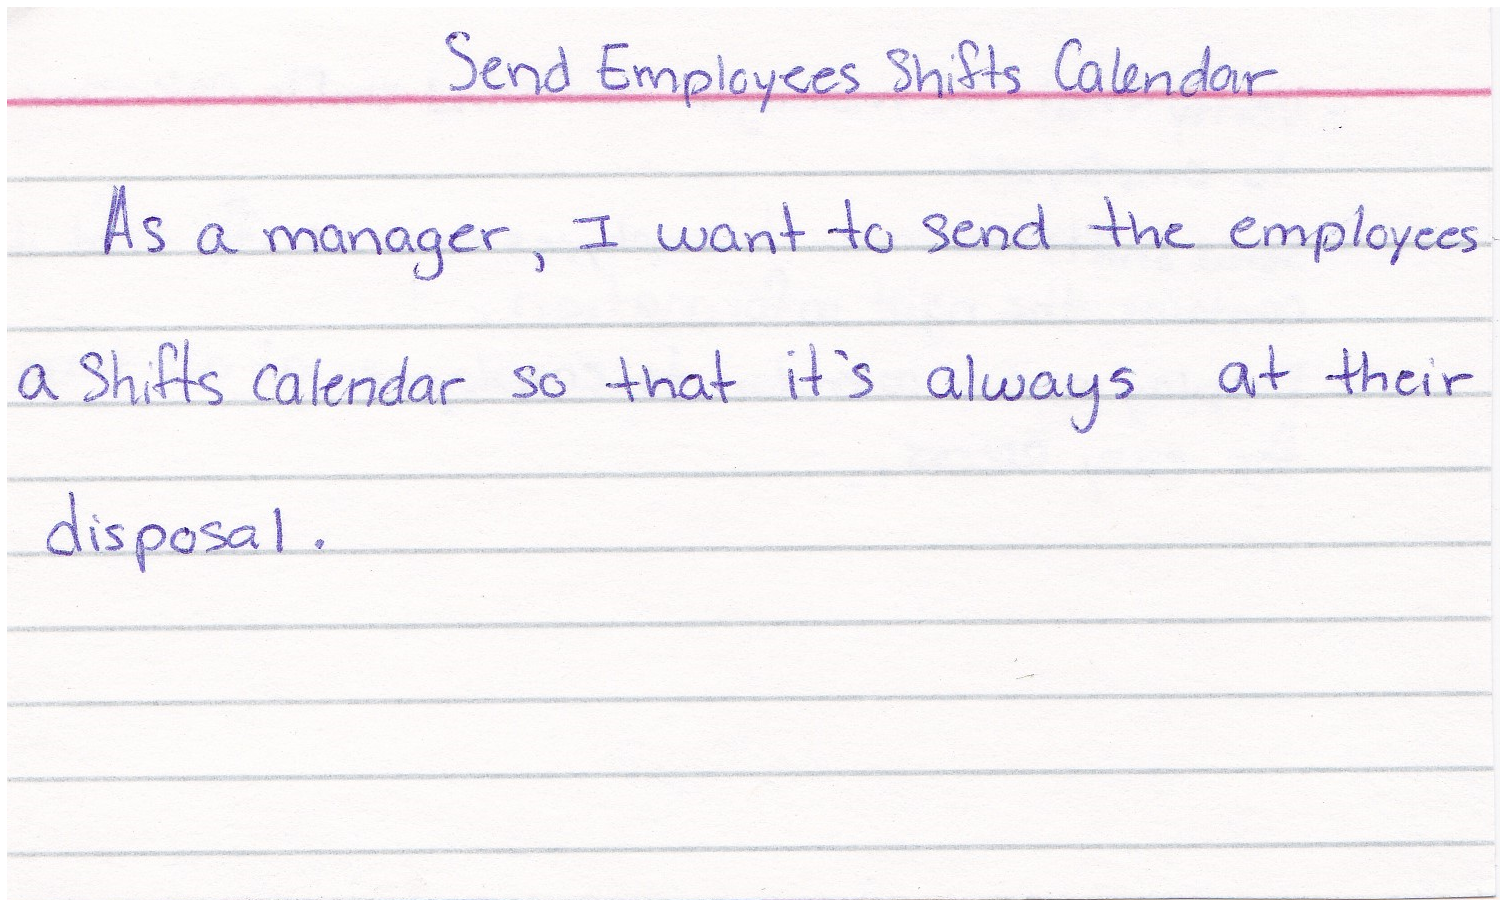 Send Employees Shifts Calendar
As a manager, I want to send the employees
a Shifts calendar so that it's always at their
disposal.